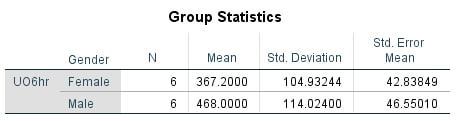 Group Statistics
Gender N Mean Std. Deviation Std. Error Mean
UO6hr Female 6 367.2000 104.93244 42.83849
Male 6 468.0000 114.02400 46.55010